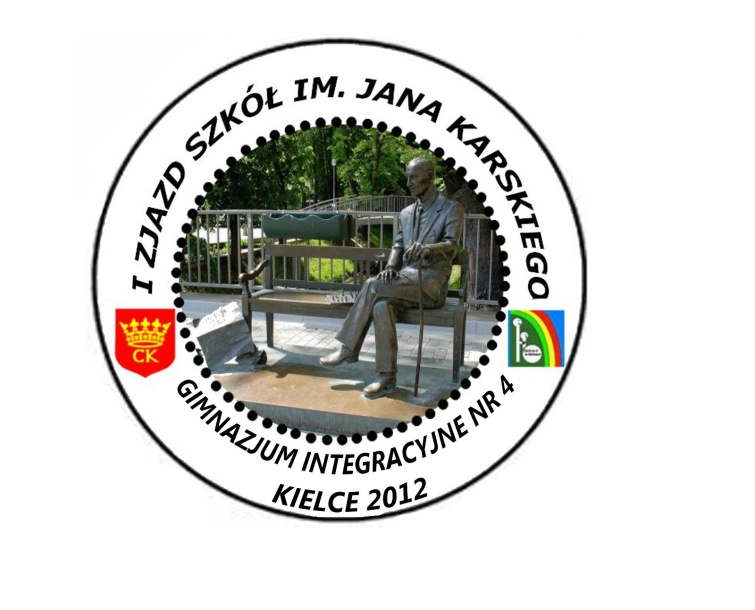 I ZJAZD SZKÓŁ IM. JANA KARSKIEGO
CK
GIMNAZJUM INTEGRACYJNE NR 4
KIELCE 2012